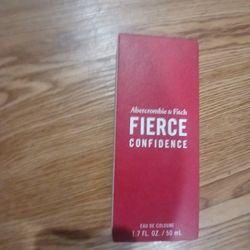 Abercrombie & Fitch
FIERCE
CONFIDENCE
EAU DE COLOGNE
1.7 FL. OZ. / 50 mL